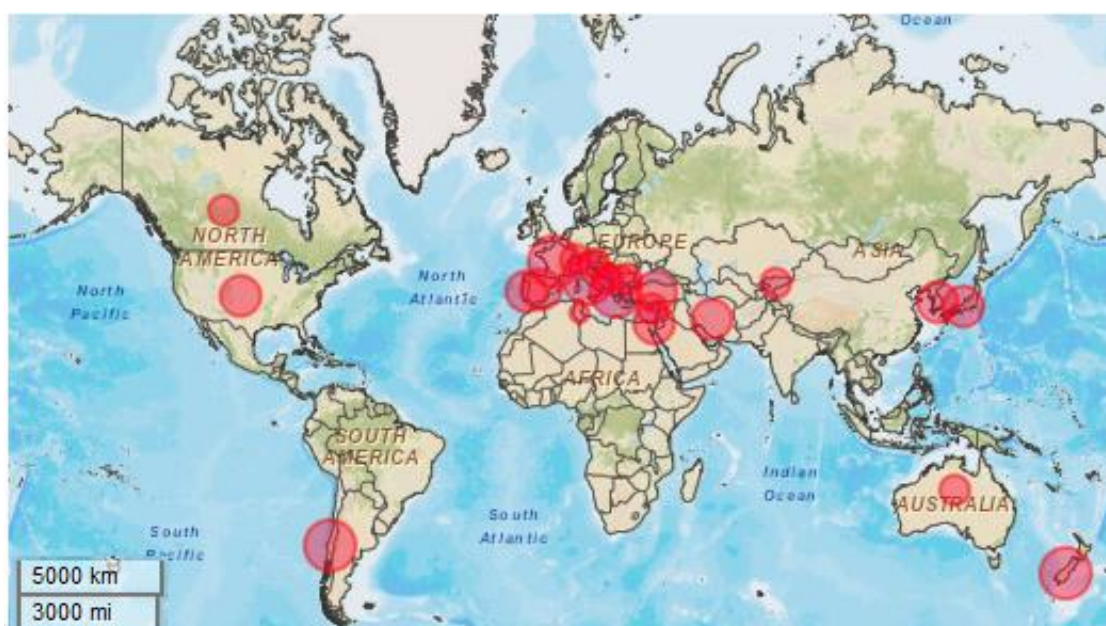 Ocean
NORTH
AMERICA
EUROPE
ASIA
North
Atlantic
North
Pacific
AFRICA
SOUTH
AMERICA
Indian
Ocean
AUSTRALIA
South
Atlantic
South
Pacific
5000 km
3000 mi